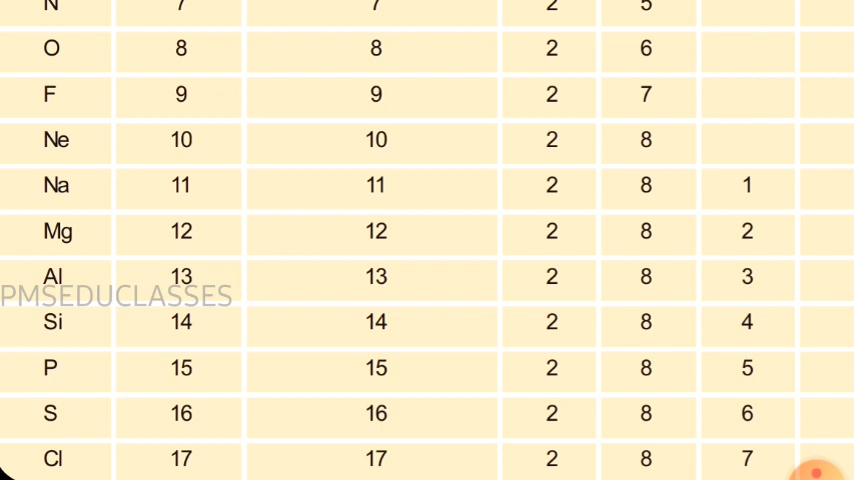 N 7 7 2 5
O 8 8 2 6
F 9 9 2 7
Ne 10 10 2 8
Na 11 11 2 8 1
Mg 12 12 2 8 2
Al 13 13 2 8 3
PMSEDUCLASSES
Si 14 14 2 8 4
P 15 15 2 8 5
S 16 16 2 8 6
Cl 17 17 2 8 7